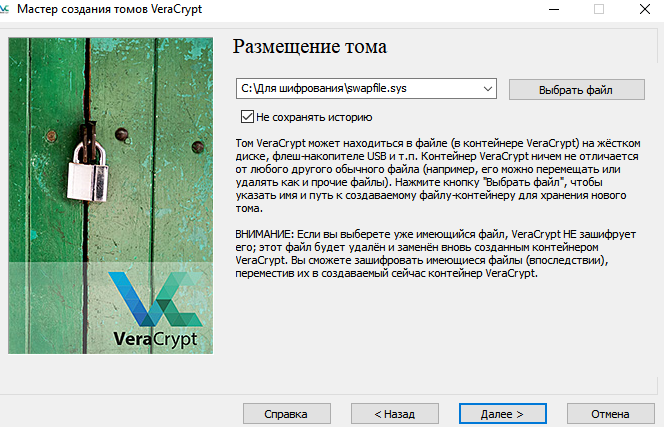 Мастер создания томов VeraCrypt
Размещение тома
C:\Для шифрования\swapfile.sys
Выбрать файл
Не сохранять историю
Том VeraCrypt может находиться в файле (в контейнере VeraCrypt) на жёстком
диске, флеш-накопителе USB и т.п. Контейнер VeraCrypt ничем не отличается
от любого другого обычного файла (например, его можно перемещать или
удалять как и прочие файлы). Нажмите кнопку "Выбрать файл", чтобы
указать имя и путь к создаваемому файлу-контейнеру для хранения нового
тома.
ВНИМАНИЕ: Если вы выберете уже имеющийся файл, VeraCrypt НЕ зашифрует
его; этот файл будет удалён и заменён вновь созданным контейнером
VeraCrypt. Вы сможете зашифровать имеющиеся файлы (впоследствии),
переместив их в создаваемый сейчас контейнер VeraCrypt.
VeraCrypt
Справка
< Назад
Далее >
Отмена